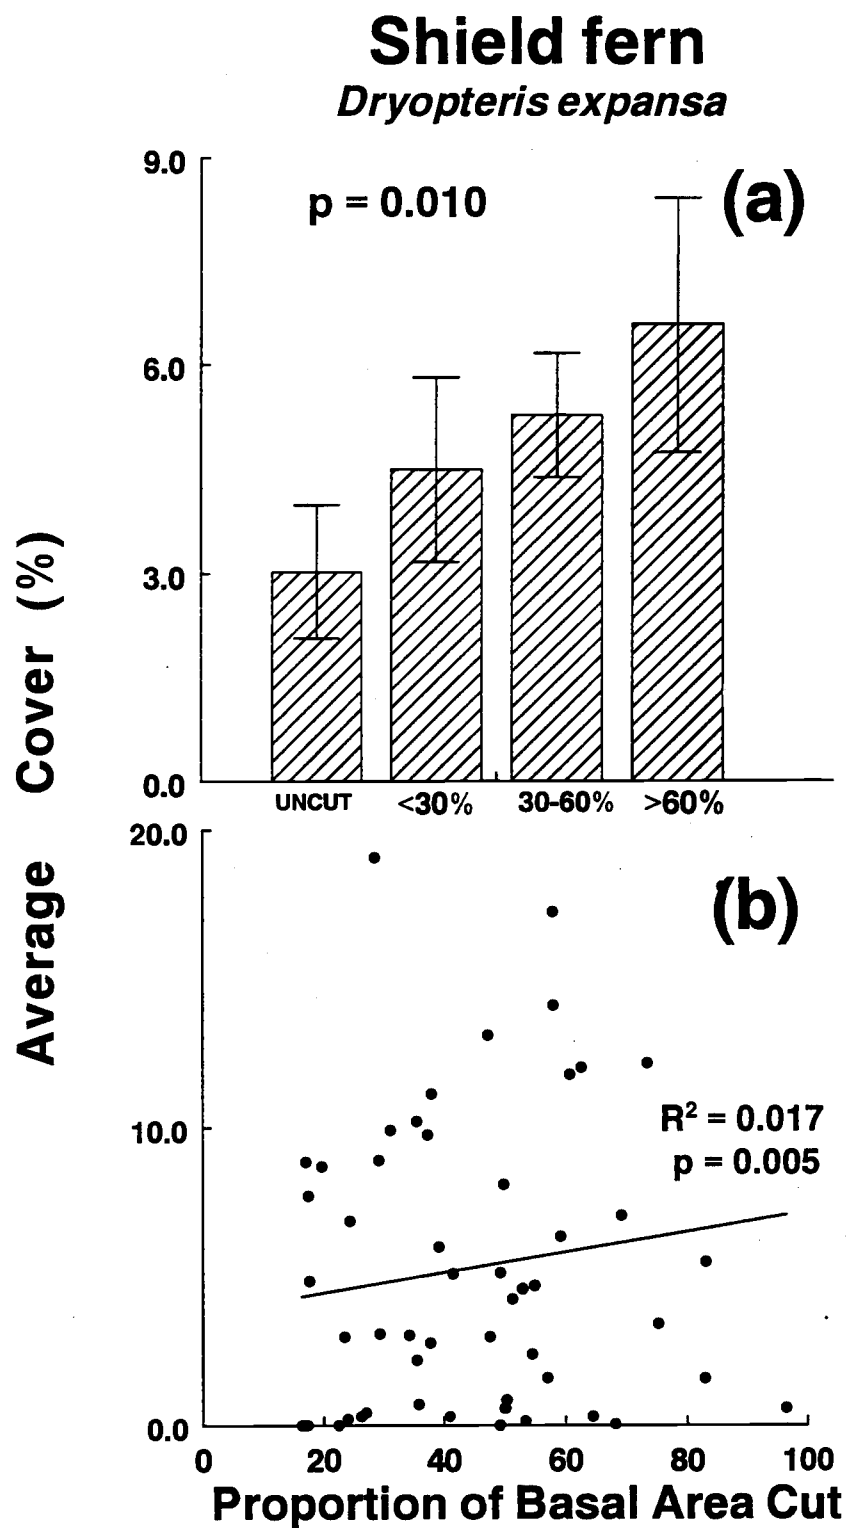 Shield fern
Dryopteris expansa
9.0
(a)
p = 0.010
6.0
3.0
0.0
UNCUT <30% 30-60% >60%
Average Cover (%)
20.0
(b)
10.0
R² = 0.017
p = 0.005
0.0
0 20 40 60 80 100
Proportion of Basal Area Cut